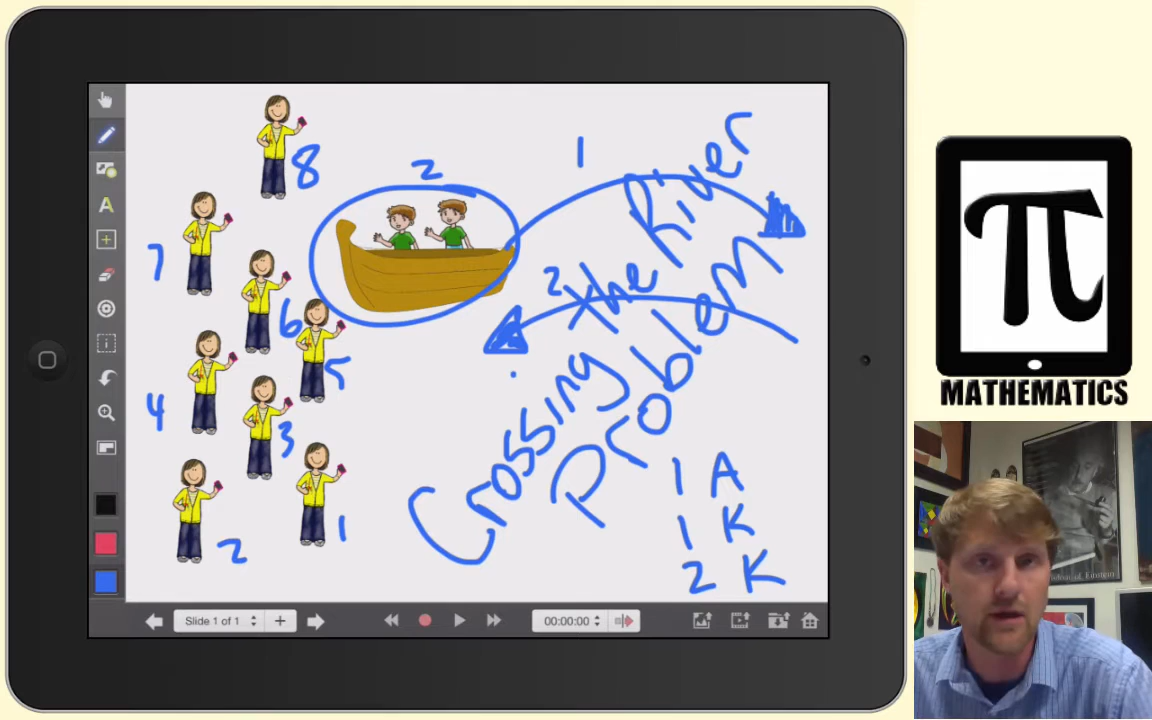 8
2
1
7
6
2
5
4
3
2
1
Crossing the River
Problem
1 A
1 K
2 K
A
Slide 1 of 1
00:00:00
MATHEMATICS